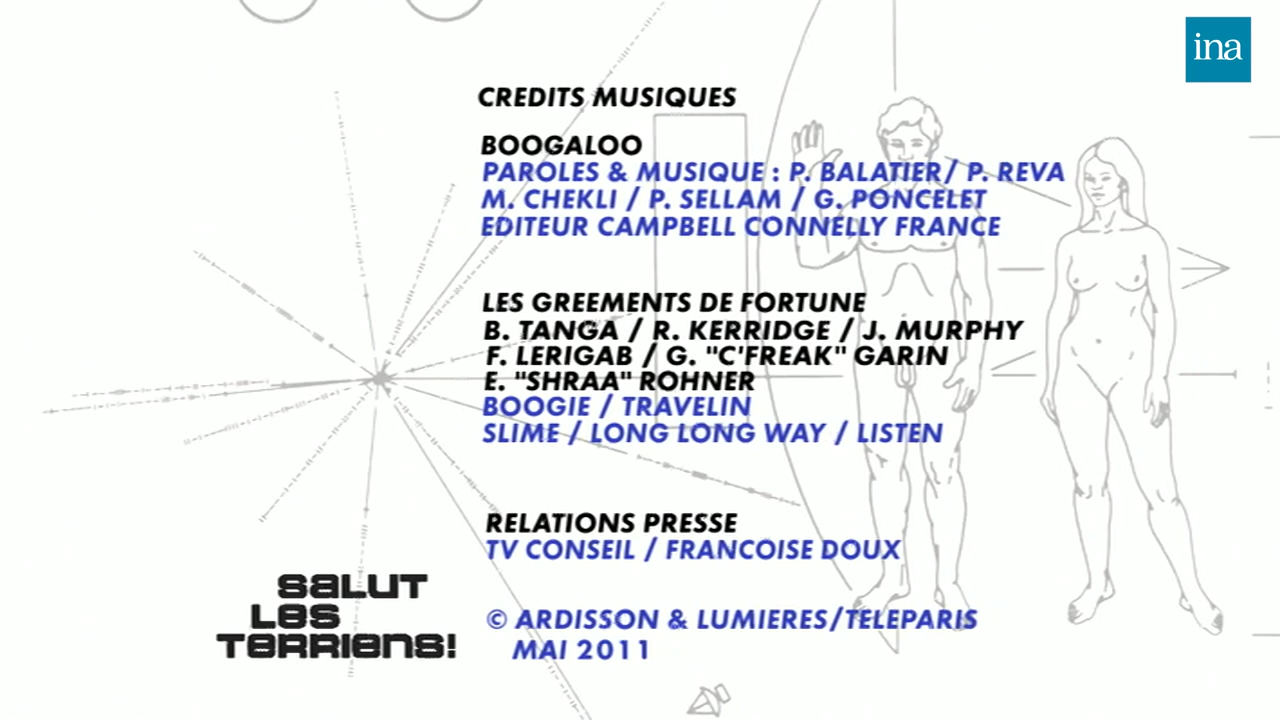 ina
CREDITS MUSIQUES
BOOGALOO
PAROLES & MUSIQUE : P. BALATIER/ P. REVA
M. CHEKLI / P. SELLAM / G. PONCELET
EDITEUR CAMPBELL CONNELLY FRANCE
LES GREEMENTS DE FORTUNE
B. TANGA / R. KERRIDGE / J. MURPHY
F. LERIGAB / G. "C'FREAK" GARIN
E. "SHRAA" ROHNER
BOOGIE / TRAVELIN
SLIME / LONG LONG WAY / LISTEN
RELATIONS PRESSE
TV CONSEIL / FRANCOISE DOUX
SALUT
LES
TERRIENS!
© ARDISSON & LUMIERES/TELEPARIS
MAI 2011